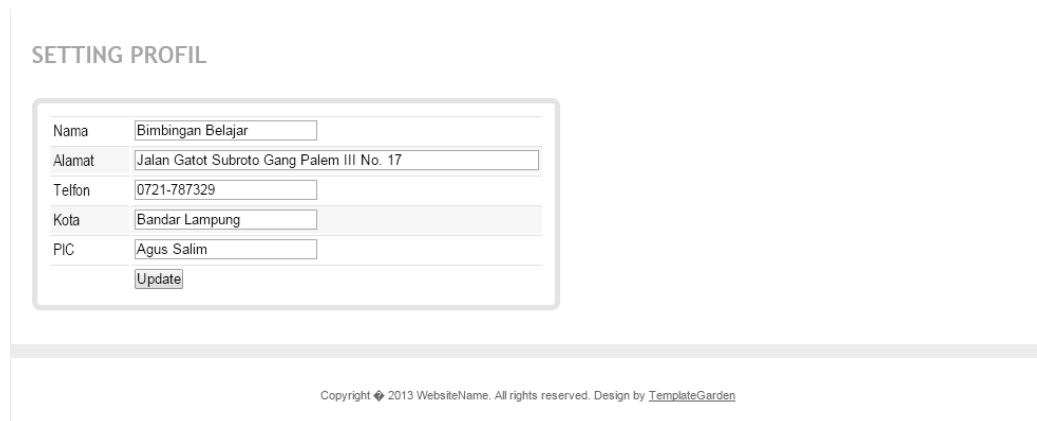 SETTING PROFIL
Nama Bimbingan Belajar
Alamat Jalan Gatot Subroto Gang Palem III No. 17
Telfon 0721-787329
Kota Bandar Lampung
PIC Agus Salim
Update
Copyright � 2013 WebsiteName. All rights reserved. Design by TemplateGarden